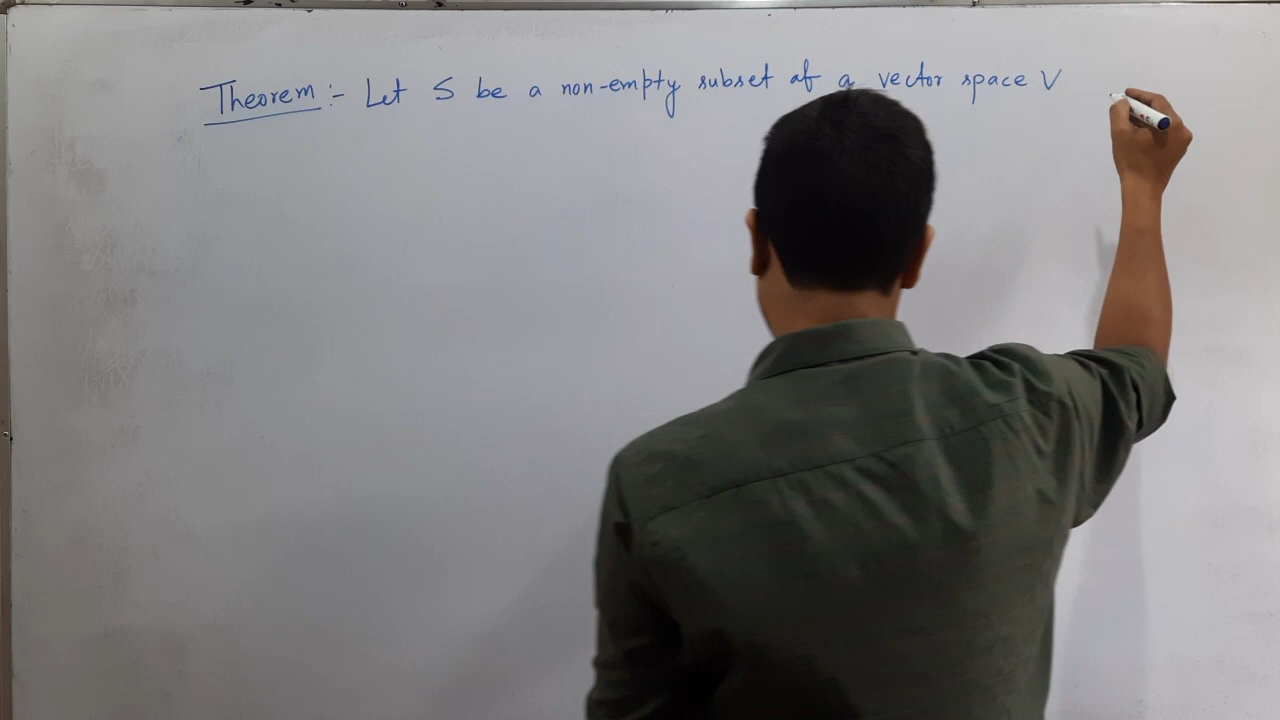 Theorem :- Let S be a non-empty subset of a vector space V